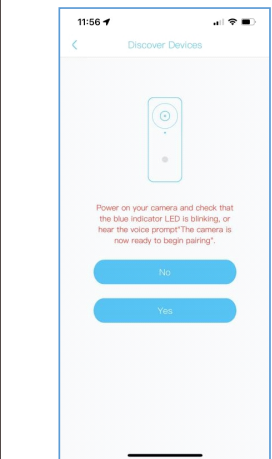 11:56
Discover Devices
Power on your camera and check that
the blue indicator LED is blinking, or
hear the voice prompt"The camera is
now ready to begin pairing".
No
Yes